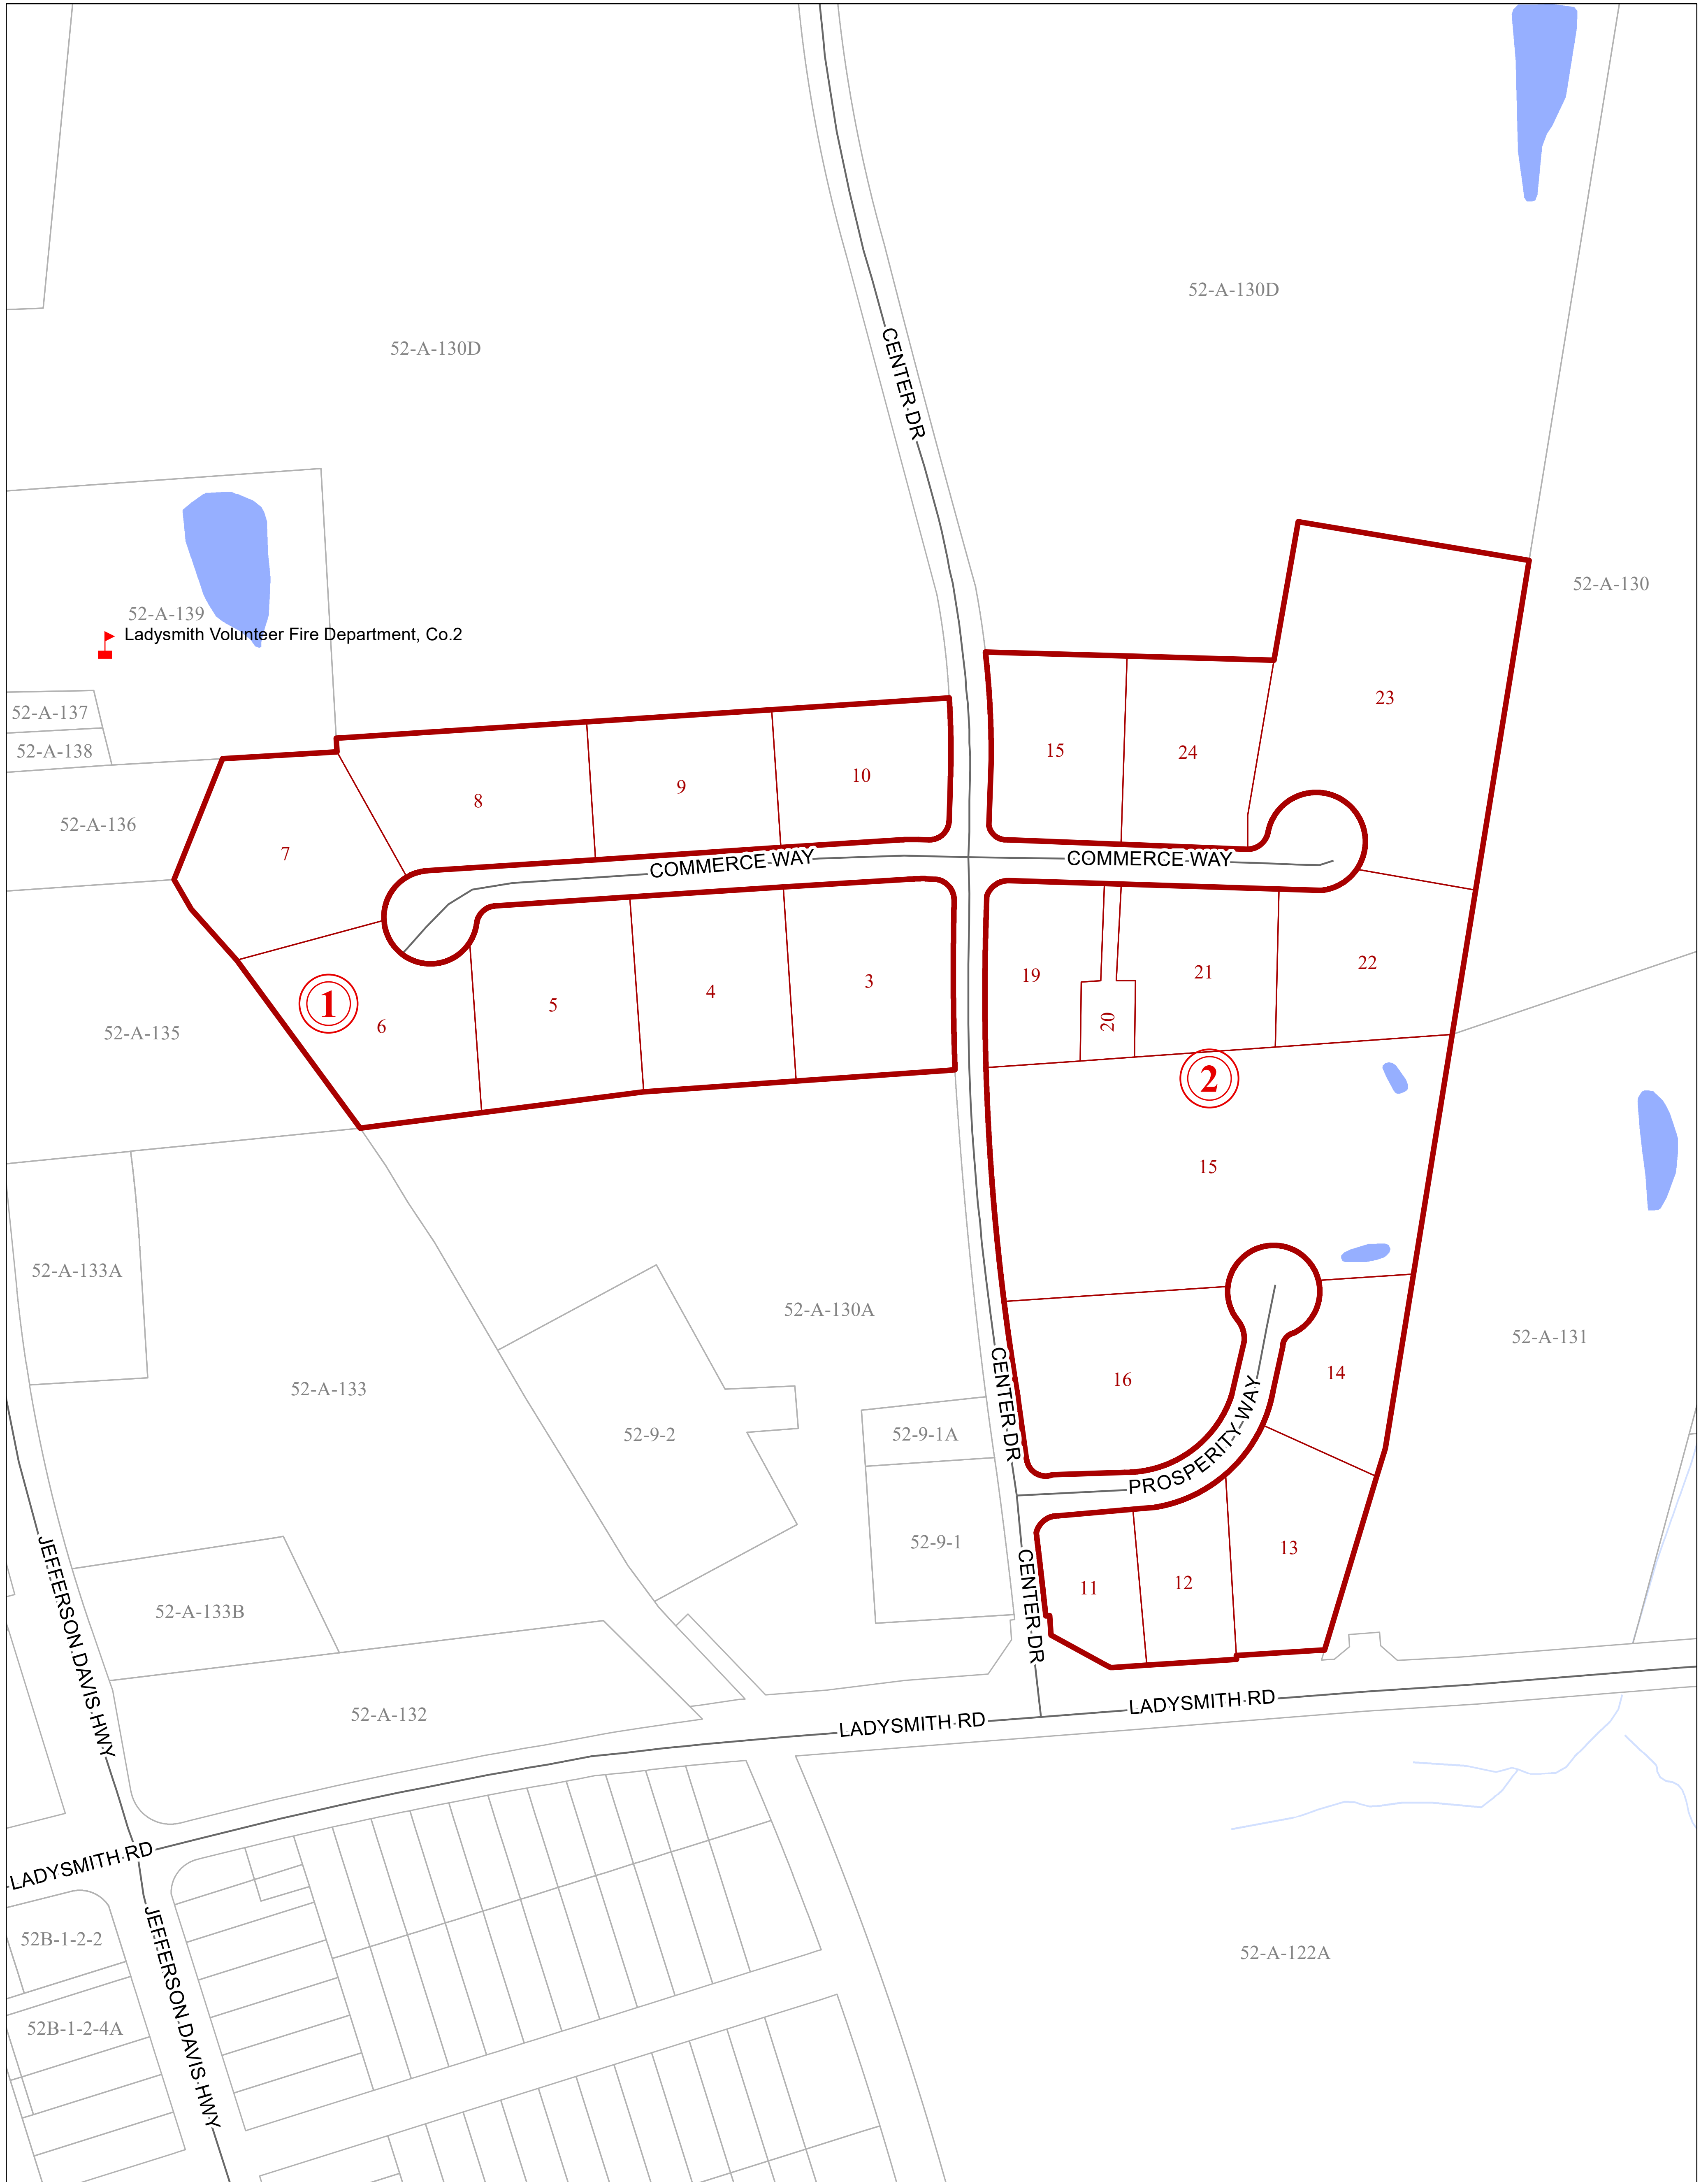 52-A-130D
CENTER DR
52-A-130D
52-A-130
52-A-139
Ladysmith Volunteer Fire Department, Co.2
52-A-137
52-A-138
52-A-136
52-A-135
7
8
9
10
COMMERCE WAY
15
24
23
COMMERCE WAY
1
6
5
4
3
19
20
21
22
2
15
52-A-133A
52-A-133
52-A-130A
52-9-2
52-9-1A
52-9-1
CENTER DR
16
14
PROSPERITY WAY
52-A-131
11
12
13
CENTER DR
JEFFERSON DAVIS HWY
52-A-133B
52-A-132
LADYSMITH RD
LADYSMITH RD
LADYSMITH RD
52B-1-2-2
52B-1-2-4A
JEFFERSON DAVIS HWY
52-A-122A